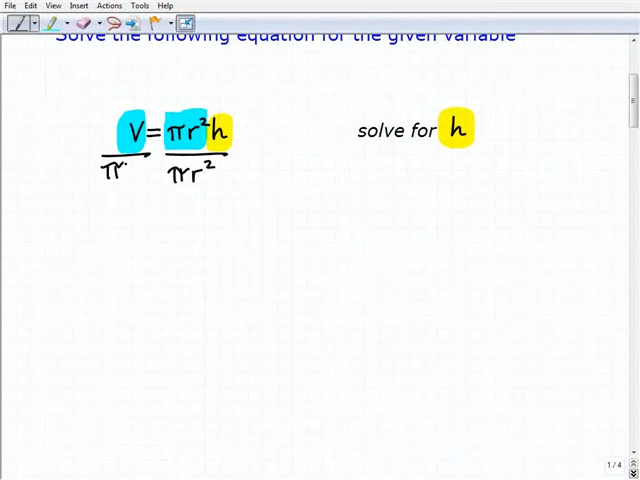 File Edit View Insert Actions Tools Help
Solve the following equation for the given variable
V = πr²h
solve for h
π πr²
1 / 4